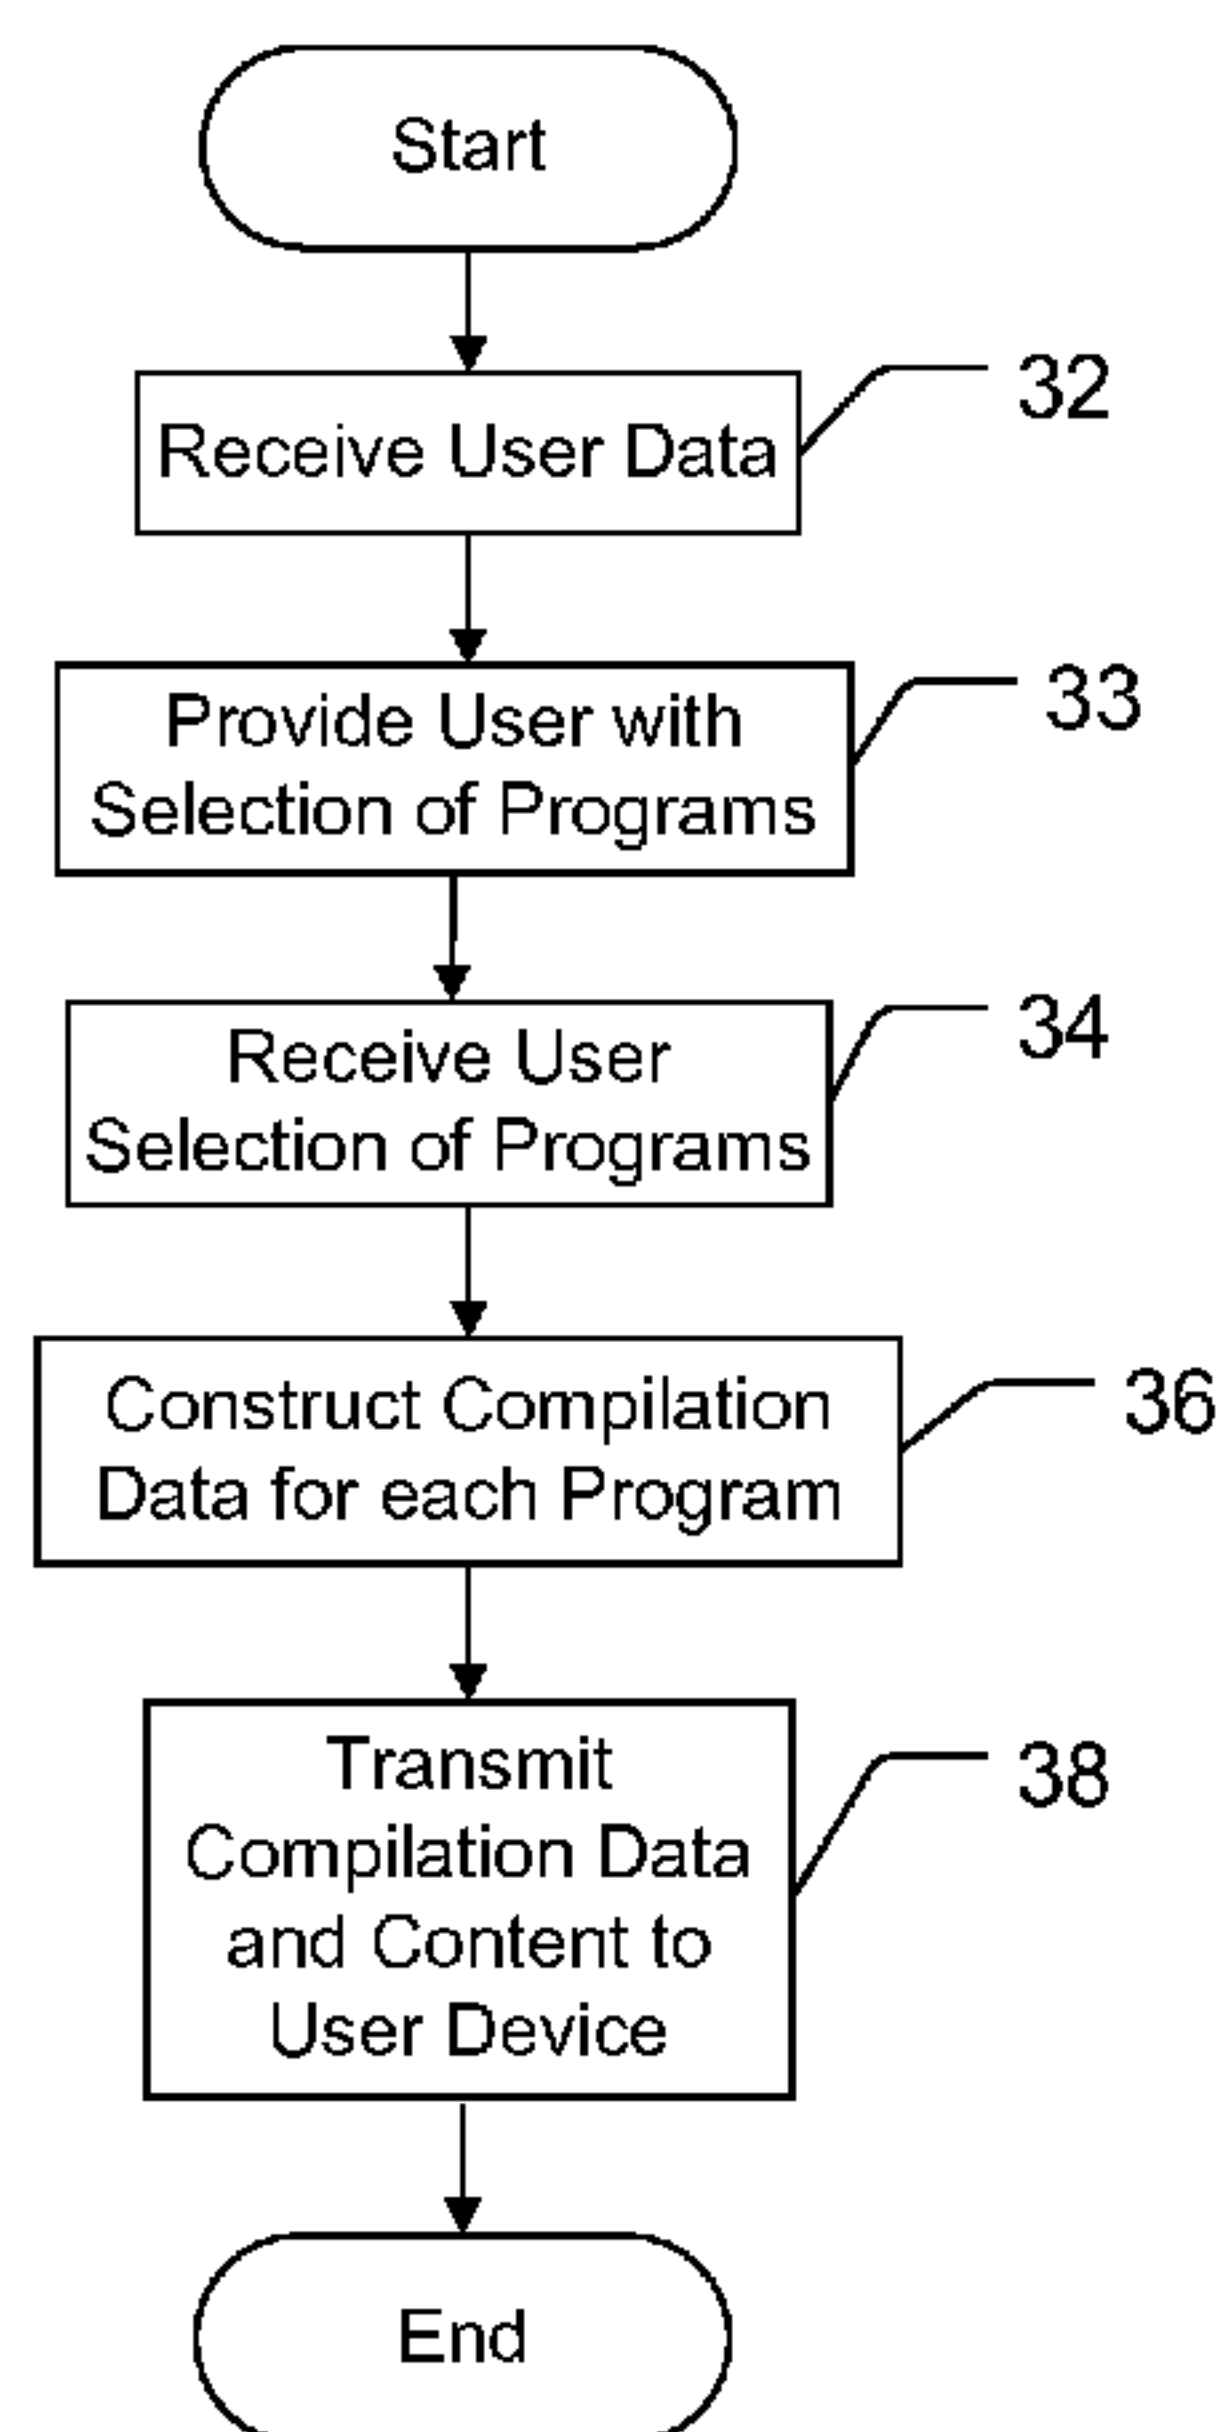 Start
Receive User Data
32
Provide User with
Selection of Programs
33
Receive User
Selection of Programs
34
Construct Compilation
Data for each Program
36
Transmit
Compilation Data
and Content to
User Device
38
End